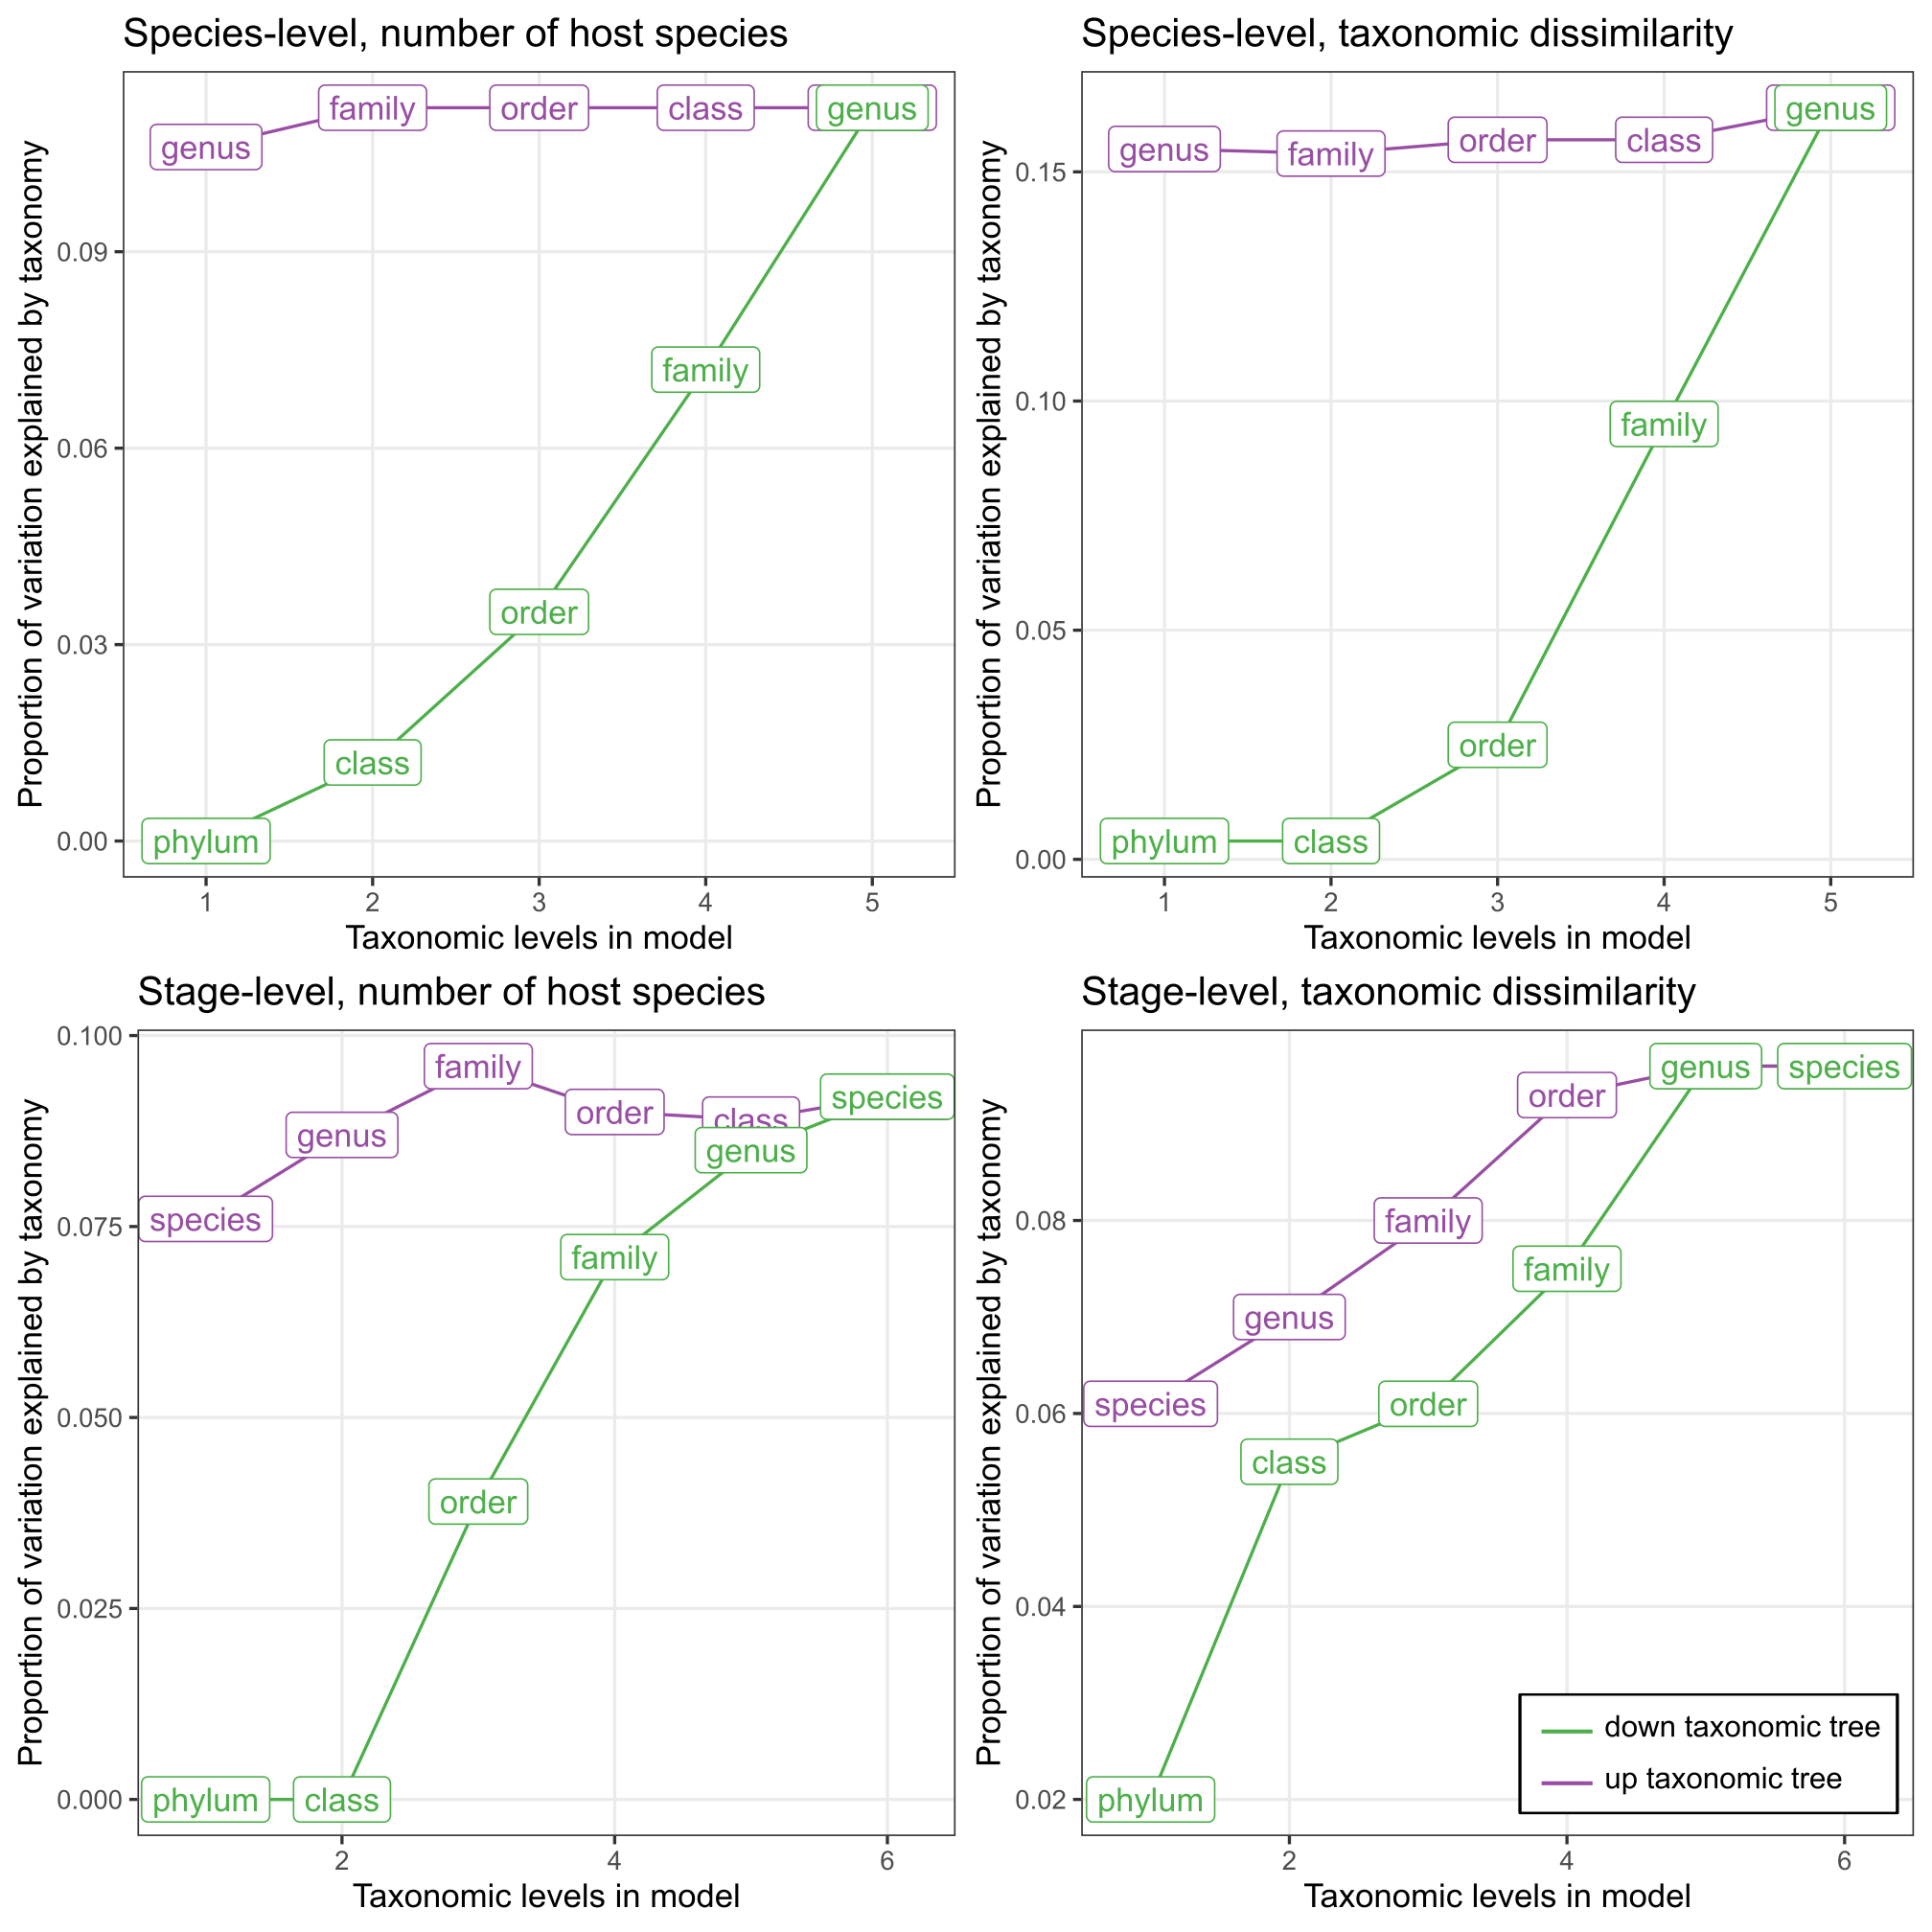 Species-level, number of host species
Proportion of variation explained by taxonomy
0.09
0.06
0.03
0.00
genus
family
order
class
genus
family
order
class
phylum
1 2 3 4 5
Taxonomic levels in model
Species-level, taxonomic dissimilarity
Proportion of variation explained by taxonomy
0.15
0.10
0.05
0.00
genus
family
order
class
genus
family
order
phylum
class
1 2 3 4 5
Taxonomic levels in model
Stage-level, number of host species
Proportion of variation explained by taxonomy
0.100
0.075
0.050
0.025
0.000
species
genus
family
order
class
species
genus
family
order
phylum
class
2 4 6
Taxonomic levels in model
Stage-level, taxonomic dissimilarity
Proportion of variation explained by taxonomy
0.08
0.06
0.04
0.02
species
genus
family
order
genus
species
family
order
class
phylum
down taxonomic tree
up taxonomic tree
2 4 6
Taxonomic levels in model